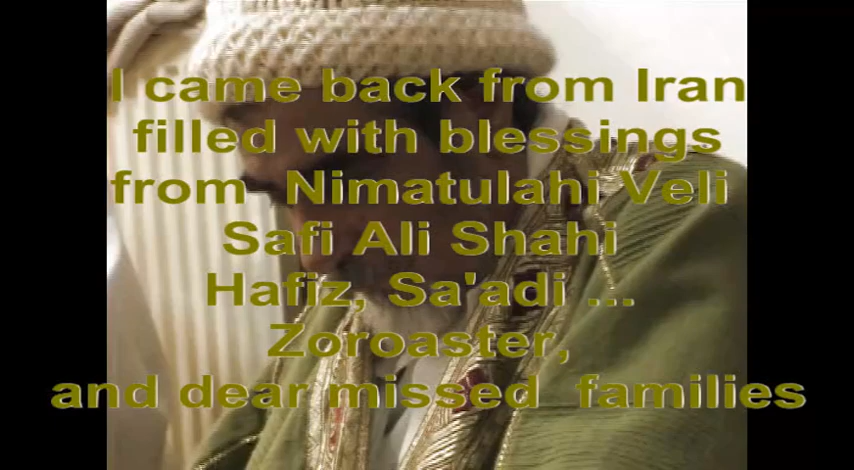 I came back from Iran
filled with blessings
from Nimatulahi Veli
Safi Ali Shahi
Hafiz, Sa'adi ...
Zoroaster,
and dear missed families